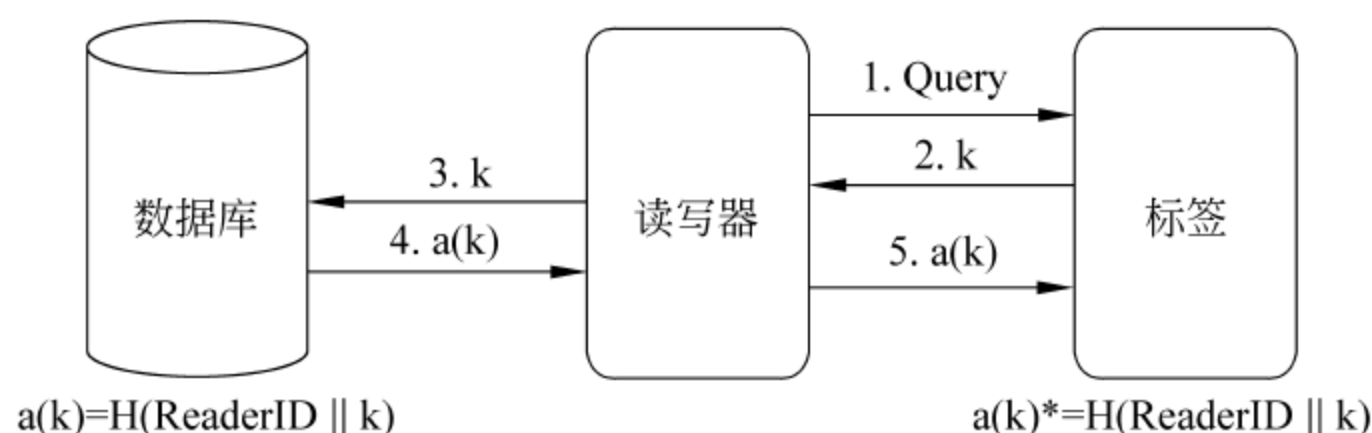 1. Query
2. k
3. k
数据库
读写器
标签
4. a(k)
5. a(k)
a(k)=H(ReaderID || k)
a(k)*=H(ReaderID || k)